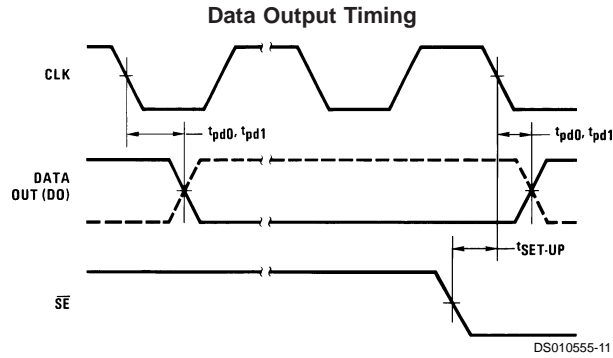 Data Output Timing
CLK
tpd0, tpd1
tpd0, tpd1
DATA
OUT (DO)
tSET-UP
SE
DS010555-11